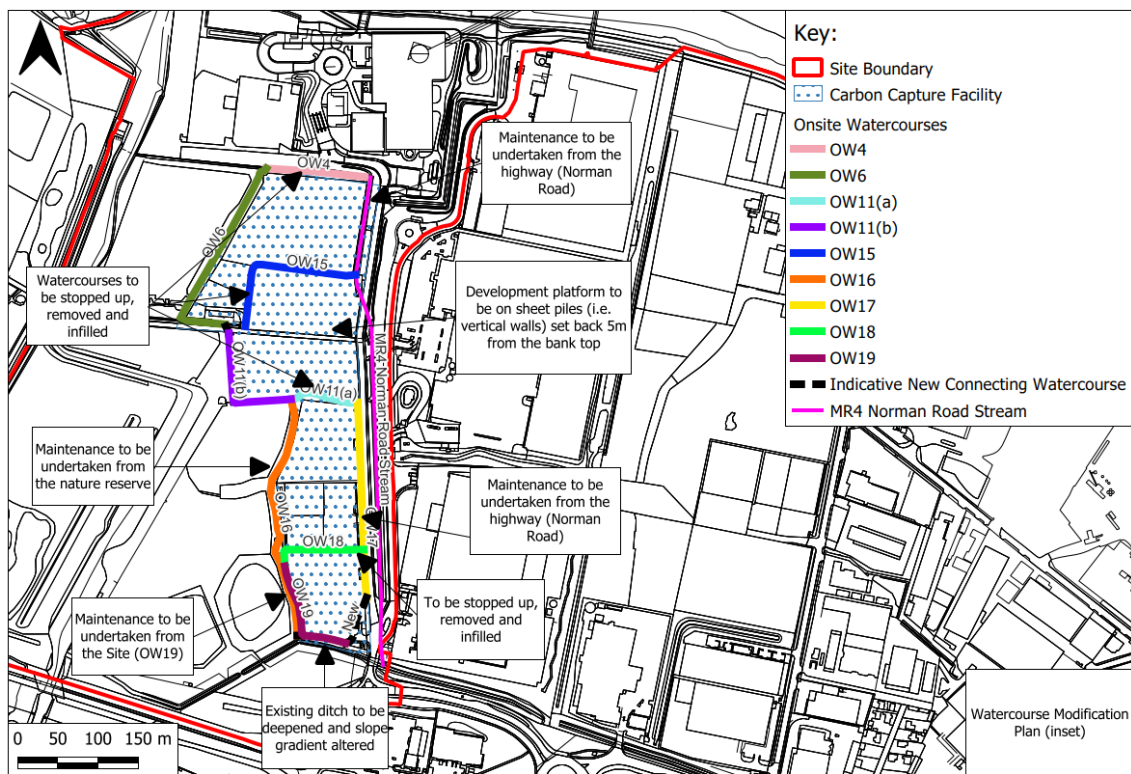 Key:
Site Boundary
Carbon Capture Facility
Onsite Watercourses
OW4
OW6
OW11(a)
OW11(b)
OW15
OW16
OW17
OW18
OW19
Indicative New Connecting Watercourse
MR4 Norman Road Stream
Maintenance to be
undertaken from the
highway (Norman
Road)
OW4
OW6
OW15
Watercourses to
be stopped up,
removed and
infilled
Development platform to
be on sheet piles (i.e.
vertical walls) set back 5m
from the bank top
OW11(b)
OW11(a)
MR4-Norman-Road-Stream
Maintenance to be
undertaken from
the nature reserve
Maintenance to be
undertaken from the
highway (Norman
Road)
OW16
OW18
OW19
New
Maintenance to be
undertaken from
the Site (OW19)
To be stopped up,
removed and
infilled
Existing ditch to be
deepened and slope
gradient altered
Watercourse Modification
Plan (inset)
0 50 100 150 m